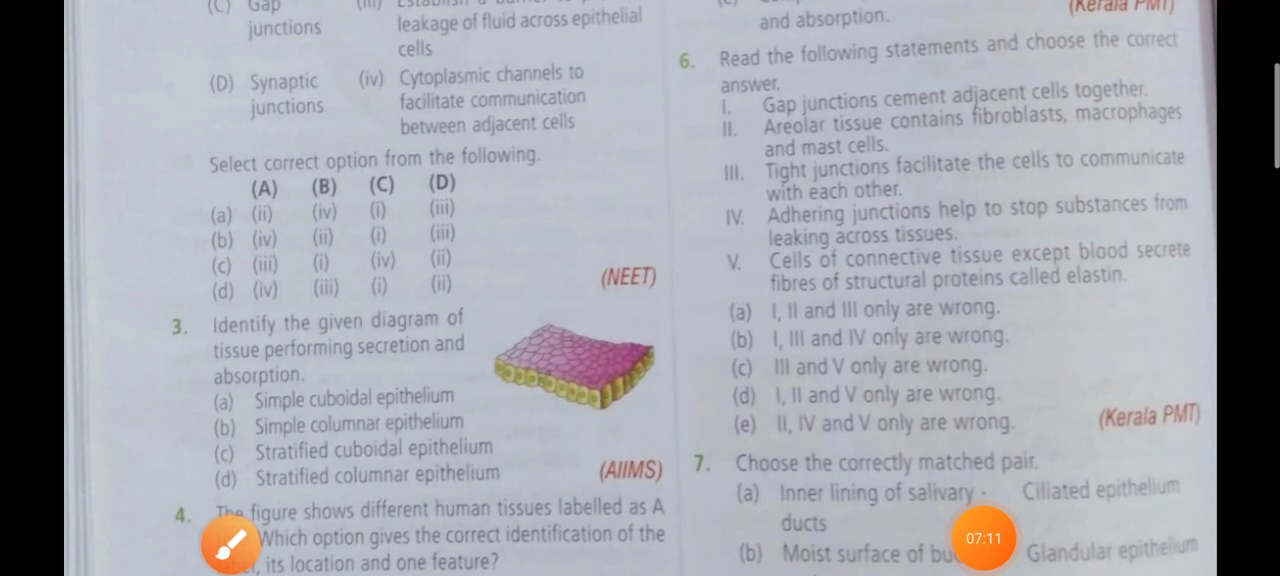 (C) Gap
junctions
(iii)
leakage of fluid across epithelial
cells
(D) Synaptic
junctions
(iv) Cytoplasmic channels to
facilitate communication
between adjacent cells
Select correct option from the following.
(A) (B) (C) (D)
(a) (ii) (iv) (i) (iii)
(b) (iv) (ii) (i) (iii)
(c) (iii) (i) (iv) (ii)
(d) (iv) (iii) (i) (ii)
(NEET)
3. Identify the given diagram of
tissue performing secretion and
absorption.
(a) Simple cuboidal epithelium
(b) Simple columnar epithelium
(c) Stratified cuboidal epithelium
(d) Stratified columnar epithelium
(AIIMS)
4. The figure shows different human tissues labelled as A
Which option gives the correct identification of the
its location and one feature?
and absorption.
(Kerala PMT)
6. Read the following statements and choose the correct
answer.
I. Gap junctions cement adjacent cells together.
II. Areolar tissue contains fibroblasts, macrophages
and mast cells.
III. Tight junctions facilitate the cells to communicate
with each other.
IV. Adhering junctions help to stop substances from
leaking across tissues.
V. Cells of connective tissue except blood secrete
fibres of structural proteins called elastin.
(a) I, II and III only are wrong.
(b) I, III and IV only are wrong.
(c) III and V only are wrong.
(d) I, II and V only are wrong.
(e) II, IV and V only are wrong.
(Kerala PMT)
7. Choose the correctly matched pair.
(a) Inner lining of salivary - Ciliated epithelium
ducts
(b) Moist surface of Glandular epithelium
07:11